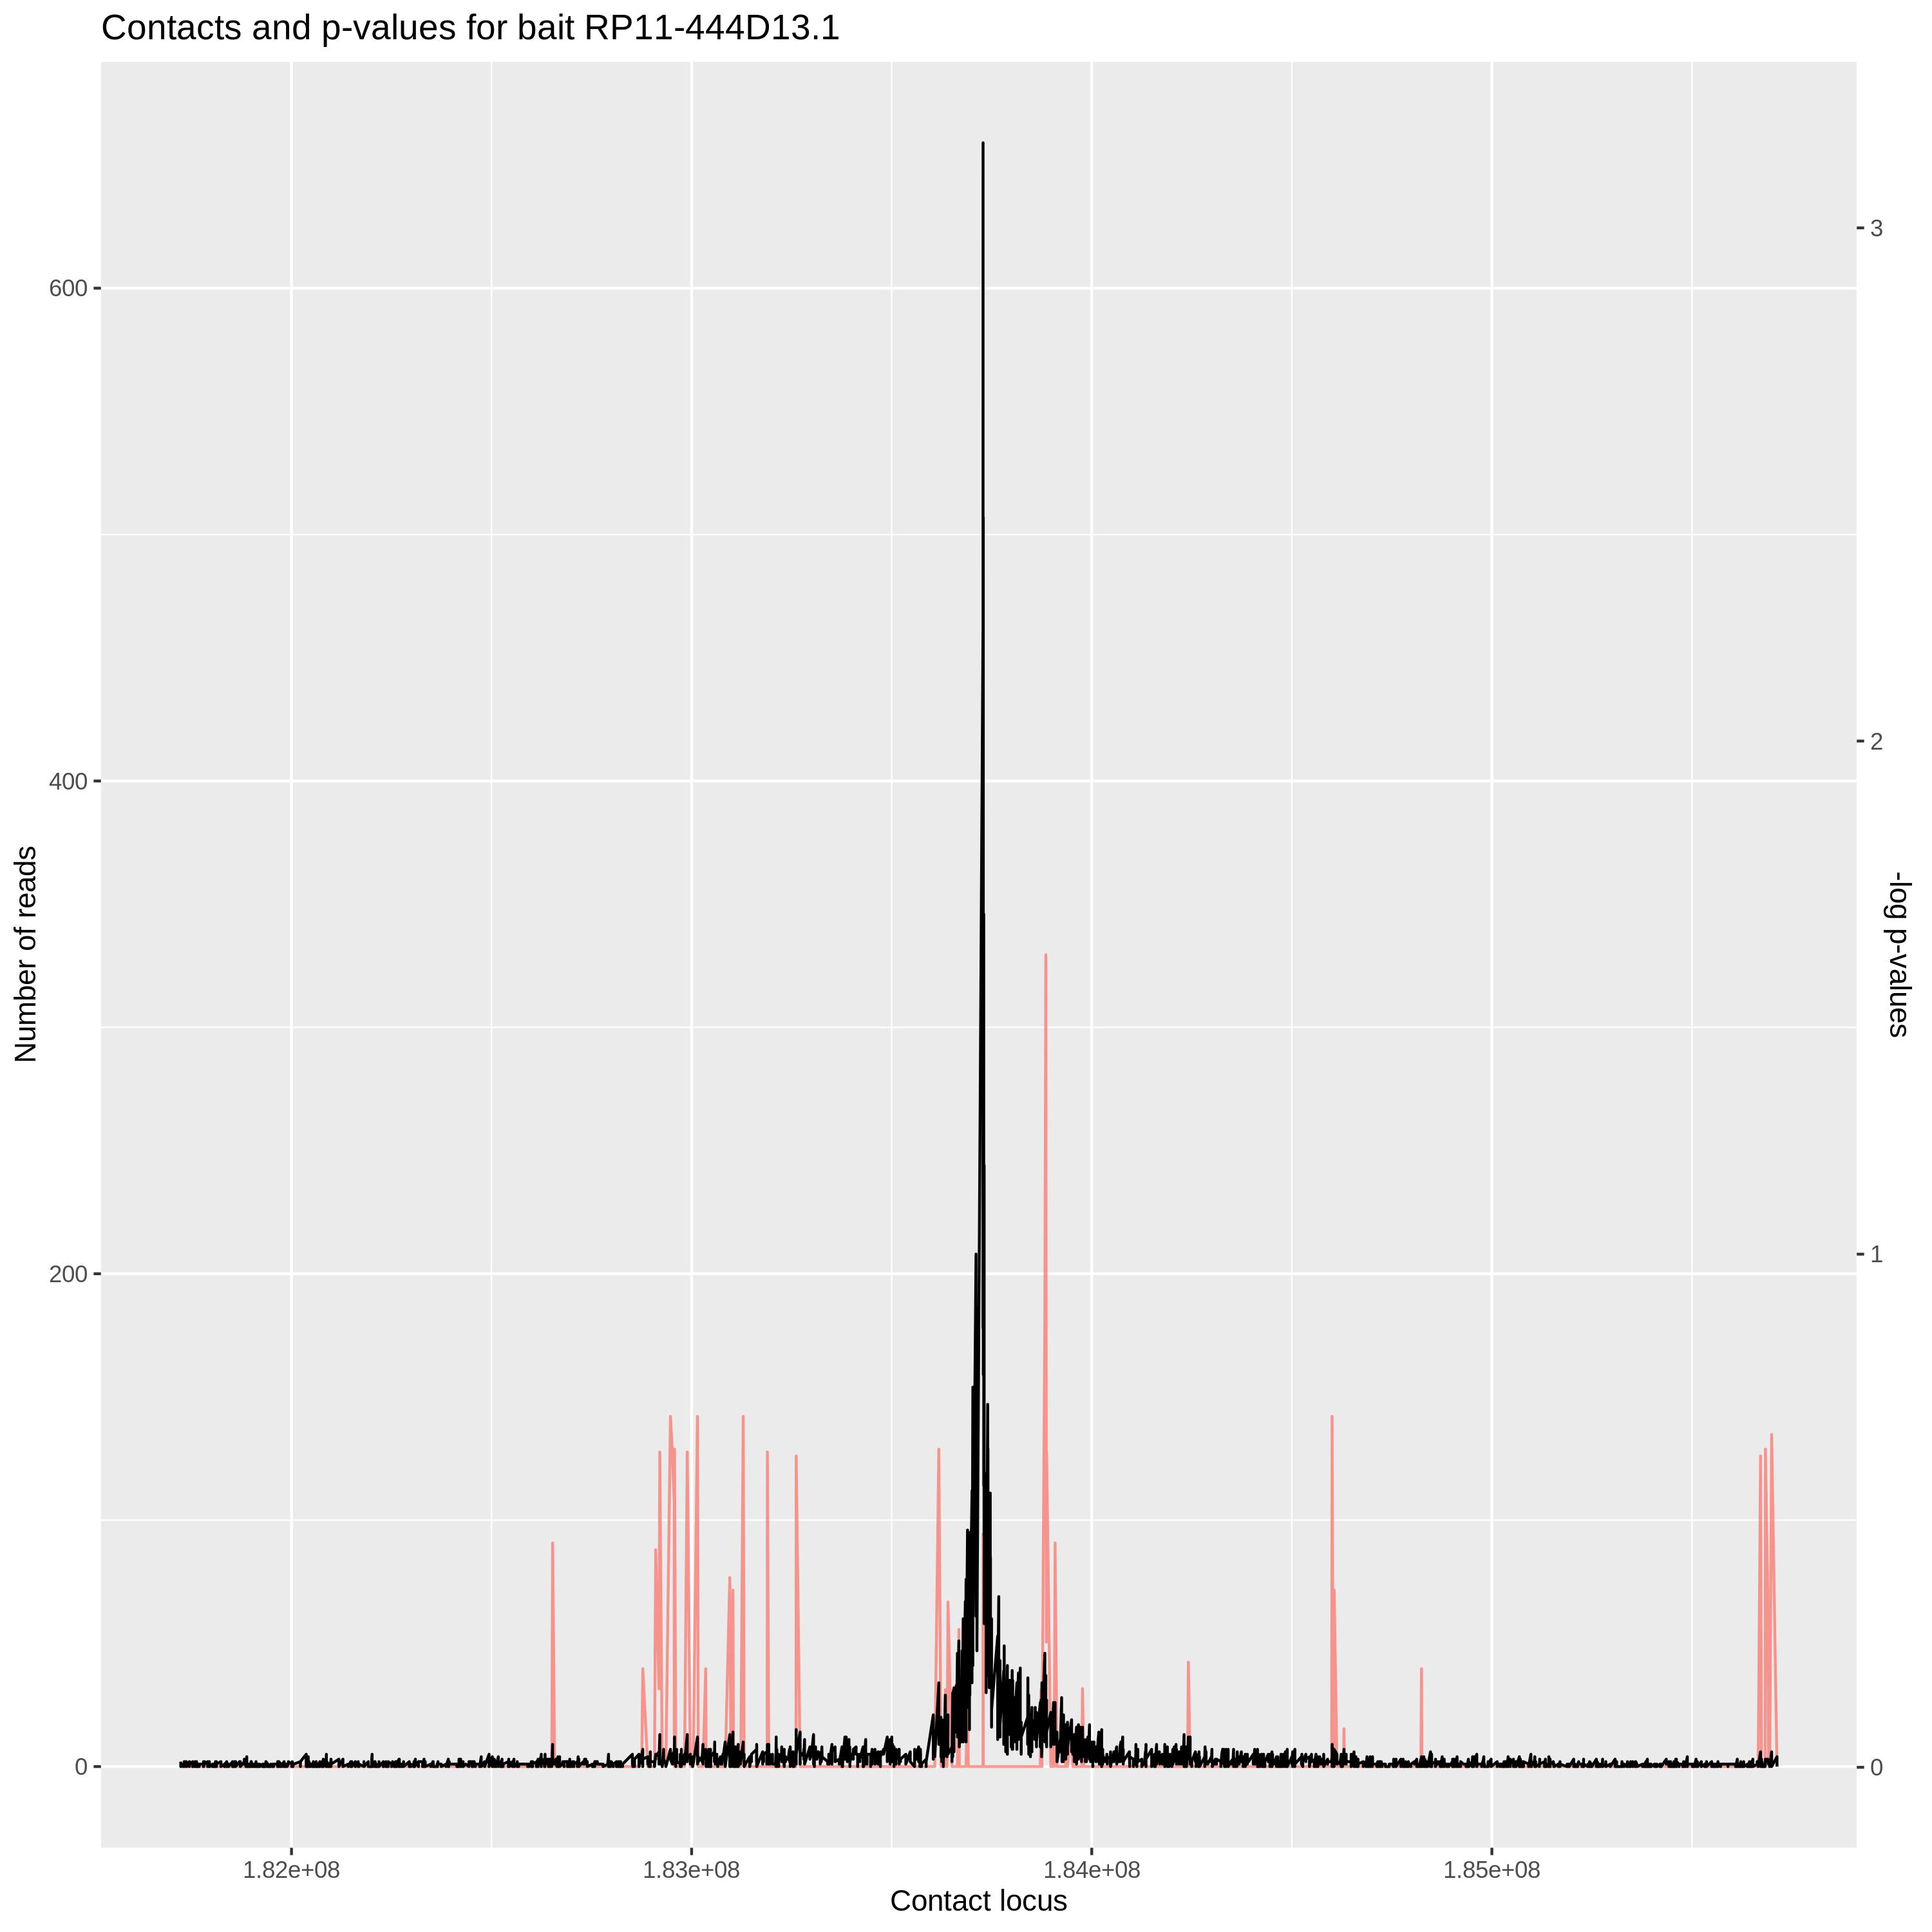 Contacts and p-values for bait RP11-444D13.1
600
400
200
0
Number of reads
3
2
1
0
-log p-values
1.82e+08
1.83e+08
1.84e+08
1.85e+08
Contact locus